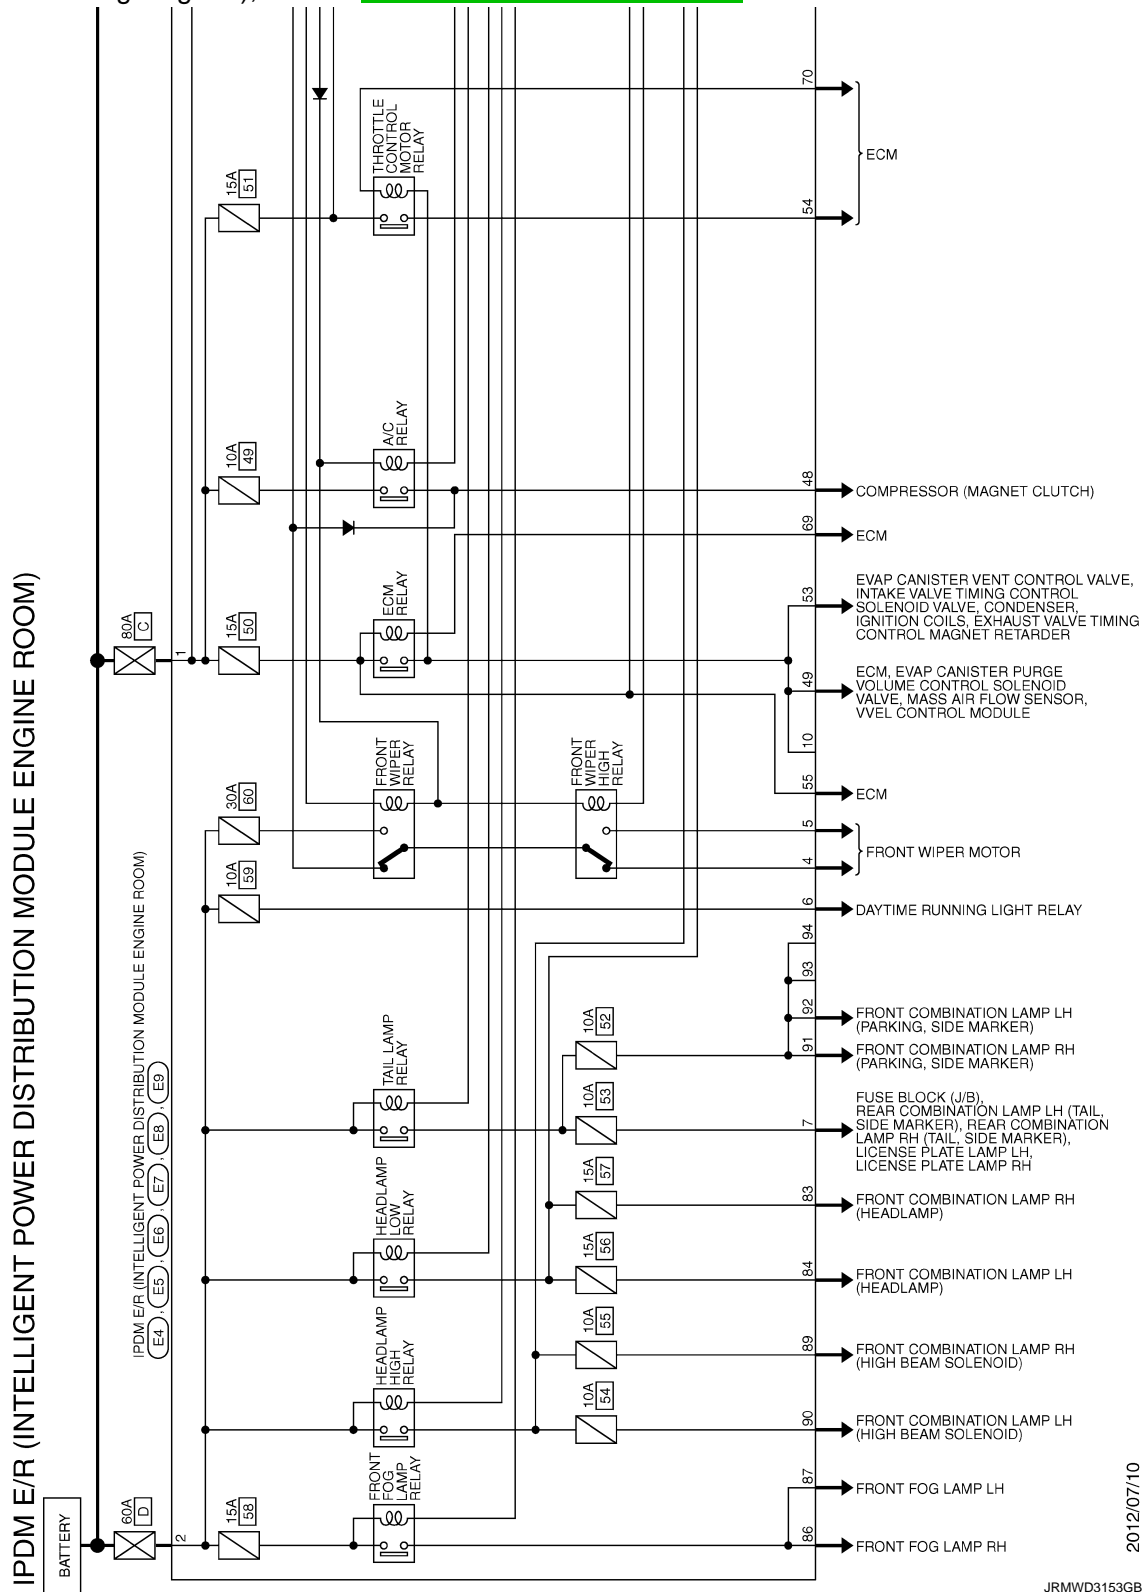 IPDM E/R (INTELLIGENT POWER DISTRIBUTION MODULE ENGINE ROOM)
BATTERY
60A
D
80A
C
2
1
IPDM E/R (INTELLIGENT POWER DISTRIBUTION MODULE ENGINE ROOM)
E4 , E5 , E6 , E7 , E8 , E9
15A
51
THROTTLE
CONTROL
MOTOR
RELAY
70
54
ECM
10A
49
A/C
RELAY
48
COMPRESSOR (MAGNET CLUTCH)
69
ECM
15A
50
ECM
RELAY
53
EVAP CANISTER VENT CONTROL VALVE,
INTAKE VALVE TIMING CONTROL
SOLENOID VALVE, CONDENSER,
IGNITION COILS, EXHAUST VALVE TIMING
CONTROL MAGNET RETARDER
49
ECM, EVAP CANISTER PURGE
VOLUME CONTROL SOLENOID
VALVE, MASS AIR FLOW SENSOR,
VVEL CONTROL MODULE
10
55
ECM
30A
60
FRONT
WIPER
RELAY
FRONT
WIPER
HIGH
RELAY
5
4
FRONT WIPER MOTOR
10A
59
6
DAYTIME RUNNING LIGHT RELAY
94
93
10A
52
92
FRONT COMBINATION LAMP LH
(PARKING, SIDE MARKER)
91
FRONT COMBINATION LAMP RH
(PARKING, SIDE MARKER)
TAIL LAMP
RELAY
10A
53
7
FUSE BLOCK (J/B),
REAR COMBINATION LAMP LH (TAIL,
SIDE MARKER), REAR COMBINATION
LAMP RH (TAIL, SIDE MARKER),
LICENSE PLATE LAMP LH,
LICENSE PLATE LAMP RH
15A
57
83
FRONT COMBINATION LAMP RH
(HEADLAMP)
HEADLAMP
LOW
RELAY
15A
56
84
FRONT COMBINATION LAMP LH
(HEADLAMP)
10A
55
89
FRONT COMBINATION LAMP RH
(HIGH BEAM SOLENOID)
HEADLAMP
HIGH
RELAY
10A
54
90
FRONT COMBINATION LAMP LH
(HIGH BEAM SOLENOID)
15A
58
FRONT
FOG
LAMP
RELAY
87
FRONT FOG LAMP LH
86
FRONT FOG LAMP RH
2012/07/10
JRMWD3153GB